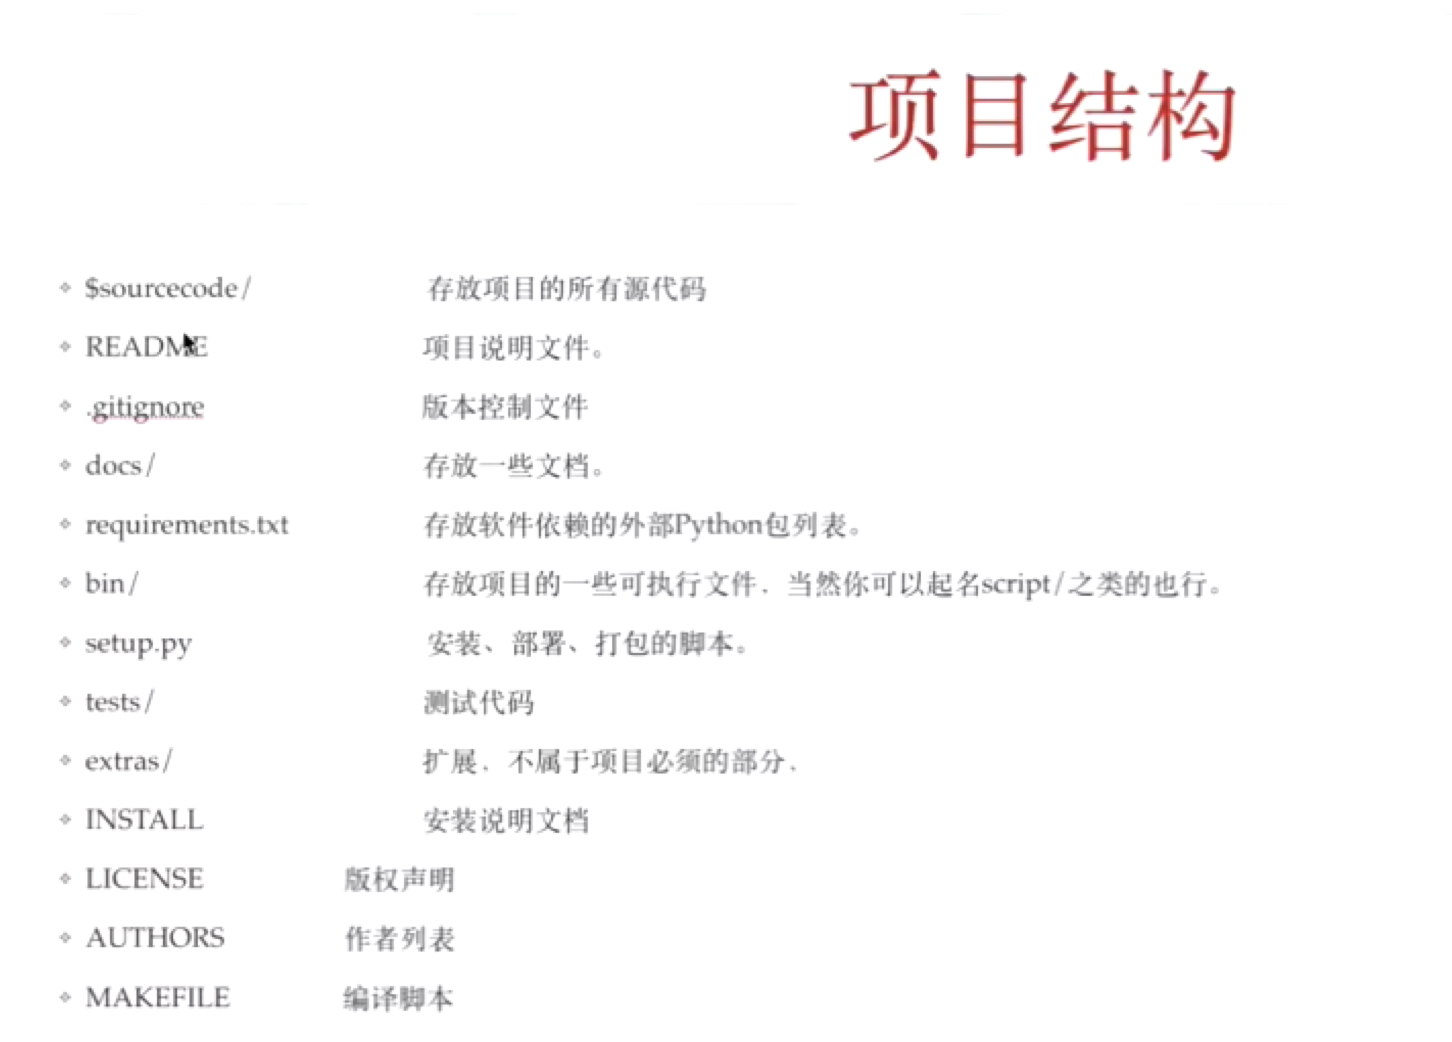 项目结构
$sourcecode/ 存放项目的所有源代码
README 项目说明文件。
.gitignore 版本控制文件
docs/ 存放一些文档。
requirements.txt 存放软件依赖的外部Python包列表。
bin/ 存放项目的一些可执行文件，当然你可以起名script/之类的也行。
setup.py 安装、部署、打包的脚本。
tests/ 测试代码
extras/ 扩展，不属于项目必须的部分，
INSTALL 安装说明文档
LICENSE 版权声明
AUTHORS 作者列表
MAKEFILE 编译脚本